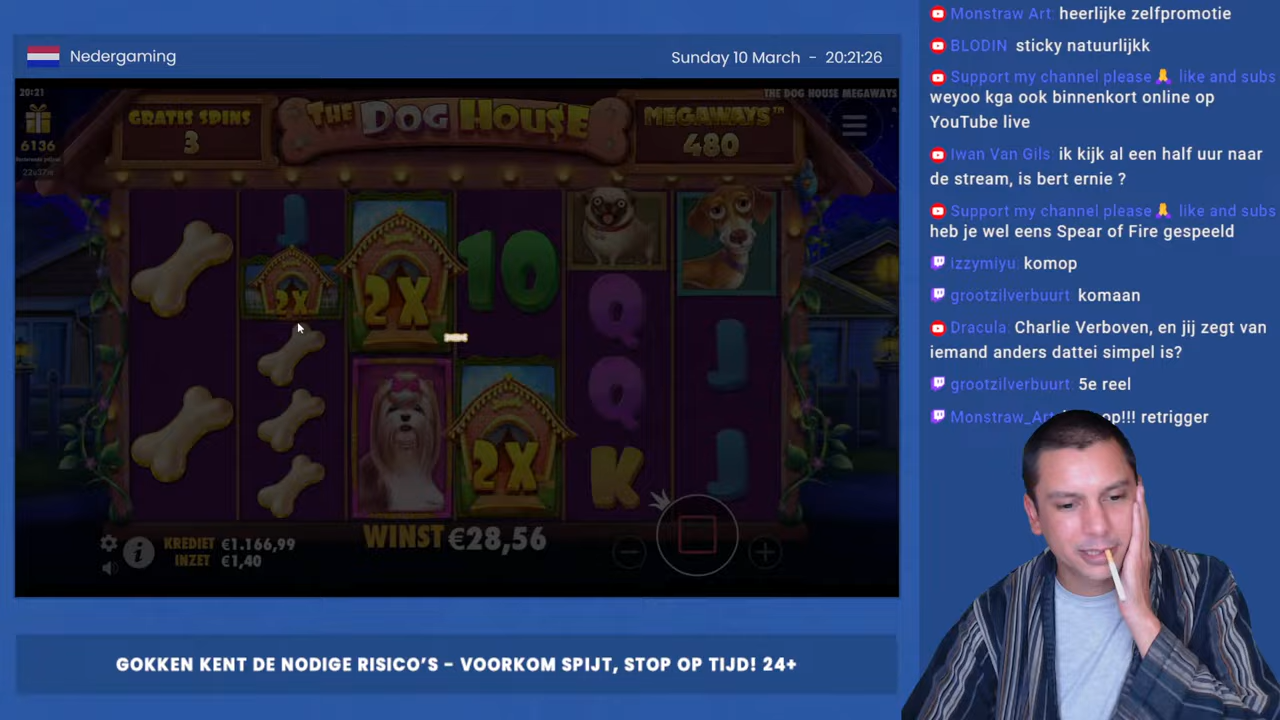 Nedergaming
Sunday 10 March - 20:21:26
20:21
THE DOG HOUSE MEGAWAYS
6136
GRATIS SPINS
3
THE DOG HOUSE
MEGAWAYS™
480
J
2X
2X
10
2X
Q
Q
K
J
J
WINST €28,56
KREDIET €1.166,99
INZET €1,40
GOKKEN KENT DE NODIGE RISICO'S - VOORKOM SPIJT, STOP OP TIJD! 24+
Monstraw Art: heerlijke zelfpromotie
BLODIN sticky natuurlijkk
Support my channel please🙏 like and subs
weyoo kga ook binnenkort online op
YouTube live
Iwan Van Gils: ik kijk al een half uur naar
de stream, is bert ernie ?
Support my channel please🙏 like and subs
heb je wel eens Spear of Fire gespeeld
izzymiyu: komop
grootzilverbuurt: komaan
Dracula: Charlie Verboven, en jij zegt van
iemand anders dattei simpel is?
grootzilverbuurt: 5e reel
Monstraw_Art retrigger